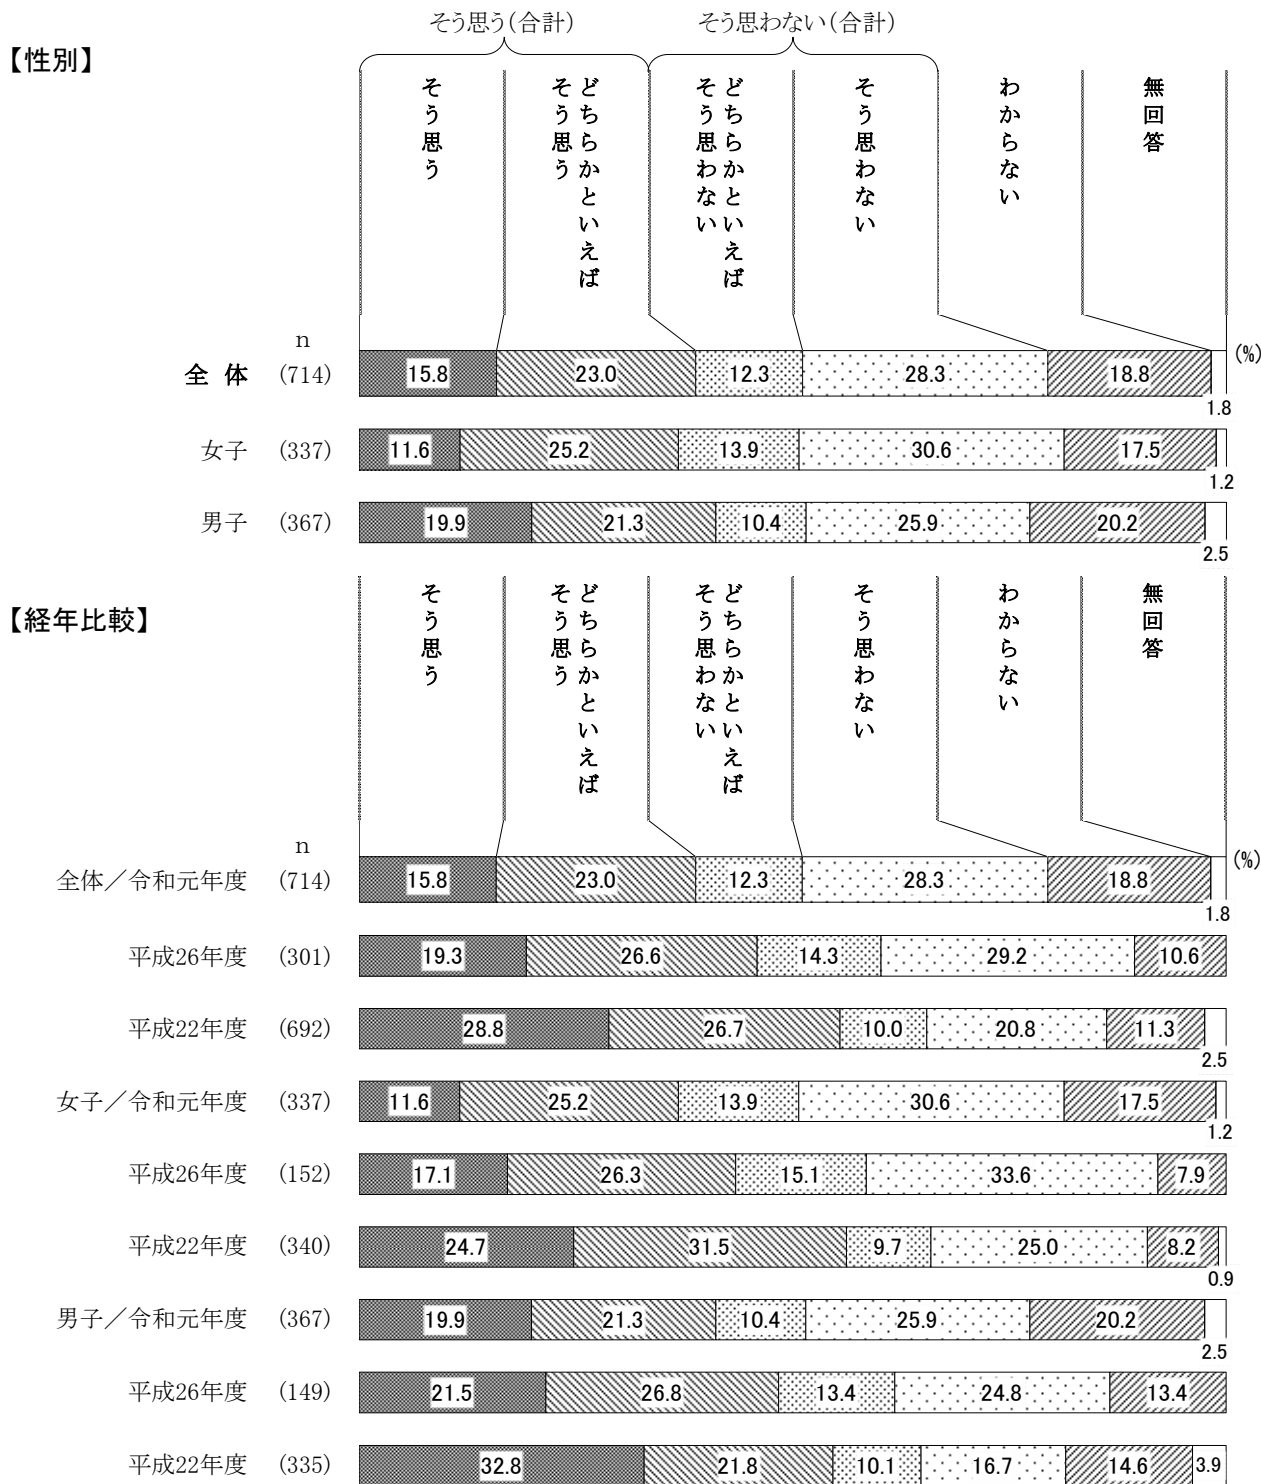 そう思う（合計）　そう思わない（合計）
【性別】
そう思う
どちらかといえば
そう思う
どちらかといえば
そう思わない
そう思わない
わからない
無回答
n
(%)
全 体 (714) 15.8 23.0 12.3 28.3 18.8 1.8
女子 (337) 11.6 25.2 13.9 30.6 17.5 1.2
男子 (367) 19.9 21.3 10.4 25.9 20.2 2.5
【経年比較】
そう思う
どちらかといえば
そう思う
どちらかといえば
そう思わない
そう思わない
わからない
無回答
n
(%)
全体／令和元年度 (714) 15.8 23.0 12.3 28.3 18.8 1.8
平成26年度 (301) 19.3 26.6 14.3 29.2 10.6
平成22年度 (692) 28.8 26.7 10.0 20.8 11.3 2.5
女子／令和元年度 (337) 11.6 25.2 13.9 30.6 17.5 1.2
平成26年度 (152) 17.1 26.3 15.1 33.6 7.9
平成22年度 (340) 24.7 31.5 9.7 25.0 8.2 0.9
男子／令和元年度 (367) 19.9 21.3 10.4 25.9 20.2 2.5
平成26年度 (149) 21.5 26.8 13.4 24.8 13.4
平成22年度 (335) 32.8 21.8 10.1 16.7 14.6 3.9